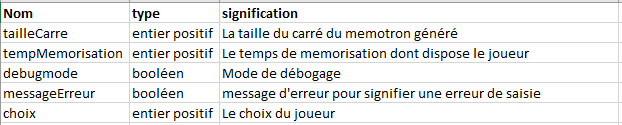 Nom type signification
tailleCarre entier positif La taille du carré du memotron généré
tempMemorisation entier positif Le temps de memorisation dont dispose le joueur
debugmode booléen Mode de débogage
messageErreur booléen message d'erreur pour signifier une erreur de saisie
choix entier positif Le choix du joueur